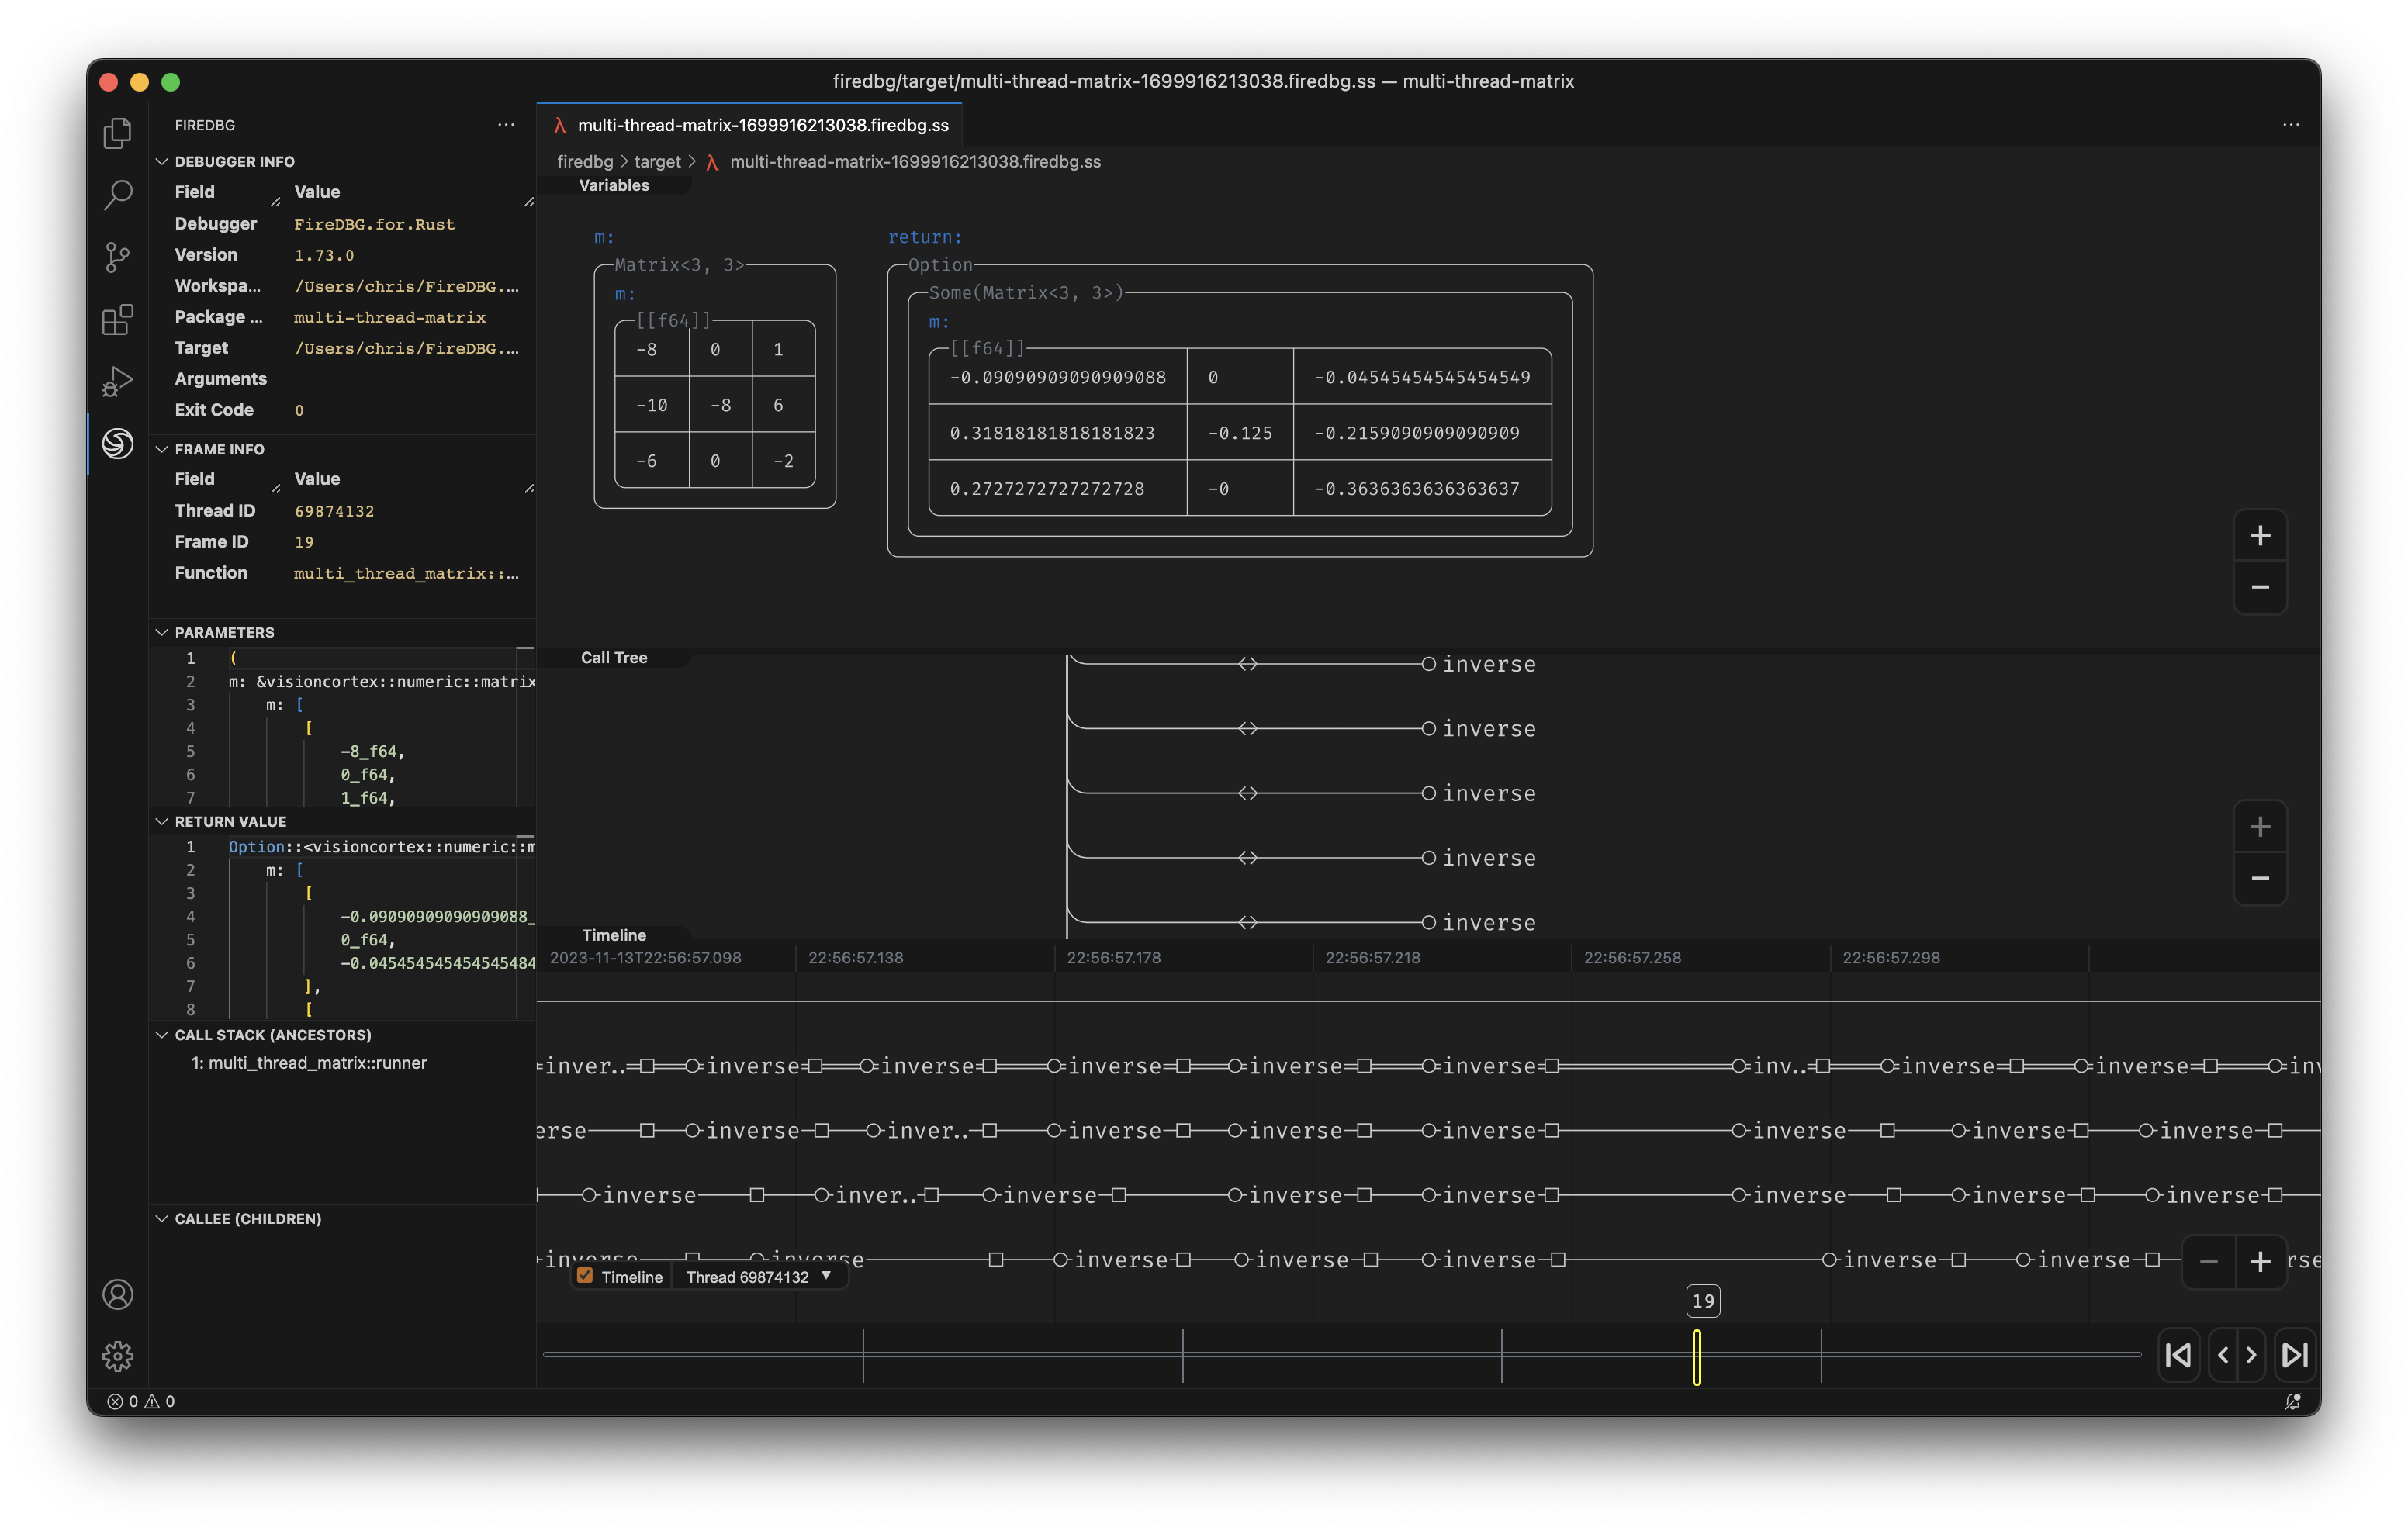 firedbg/target/multi-thread-matrix-1699916213038.firedbg.ss — multi-thread-matrix
FIREDBG
DEBUGGER INFO
Field Value
Debugger FireDBG.for.Rust
Version 1.73.0
Workspa... /Users/chris/FireDBG....
Package ... multi-thread-matrix
Target /Users/chris/FireDBG....
Arguments
Exit Code 0
FRAME INFO
Field Value
Thread ID 69874132
Frame ID 19
Function multi_thread_matrix::...
PARAMETERS
1 (
2 m: &visioncortex::numeric::matrix
3 m: [
4 [
5 -8_f64,
6 0_f64,
7 1_f64,
RETURN VALUE
1 Option::<visioncortex::numeric::m
2 m: [
3 [
4 -0.09090909090909088_
5 0_f64,
6 -0.045454545454545484
7 ],
8 [
CALL STACK (ANCESTORS)
1: multi_thread_matrix::runner
CALLEE (CHILDREN)
multi-thread-matrix-1699916213038.firedbg.ss
firedbg > target > multi-thread-matrix-1699916213038.firedbg.ss
Variables
m:
Matrix<3, 3>
m:
[[f64]]
-8 0 1
-10 -8 6
-6 0 -2
return:
Option
Some(Matrix<3, 3>)
m:
[[f64]]
-0.09090909090909088 0 -0.04545454545454549
0.31818181818181823 -0.125 -0.2159090909090909
0.2727272727272728 -0 -0.3636363636363637
Call Tree
inverse
inverse
inverse
inverse
inverse
Timeline
2023-11-13T22:56:57.098 22:56:57.138 22:56:57.178 22:56:57.218 22:56:57.258 22:56:57.298
inver.. inverse inverse inverse inverse inverse inv.. inverse inverse inv
erse inverse inver.. inverse inverse inverse inverse inverse inverse
inverse inver.. inverse inverse inverse inverse inverse inverse
inverse inverse inverse inverse inverse inverse inverse rse
Timeline Thread 69874132
19
0 0